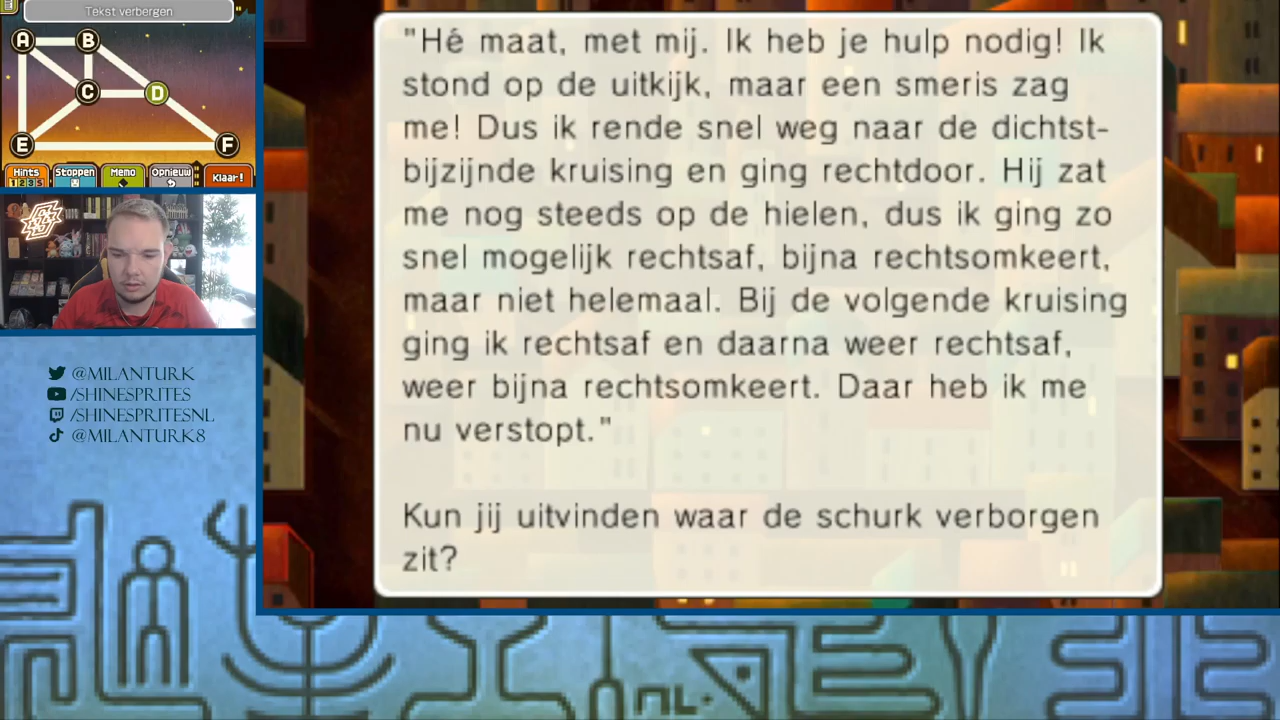 Tekst verbergen
A B
C D
E F
Hints
1 2 3 S
Stoppen
Memo
Opnieuw
Klaar!
"Hé maat, met mij. Ik heb je hulp nodig! Ik
stond op de uitkijk, maar een smeris zag
me! Dus ik rende snel weg naar de dichtst-
bijzijnde kruising en ging rechtdoor. Hij zat
me nog steeds op de hielen, dus ik ging zo
snel mogelijk rechtsaf, bijna rechtsomkeert,
maar niet helemaal. Bij de volgende kruising
ging ik rechtsaf en daarna weer rechtsaf,
weer bijna rechtsomkeert. Daar heb ik me
nu verstopt."
Kun jij uitvinden waar de schurk verborgen
zit?
@MILANTURK
/SHINESPRITES
/SHINESPRITESNL
@MILANTURK8